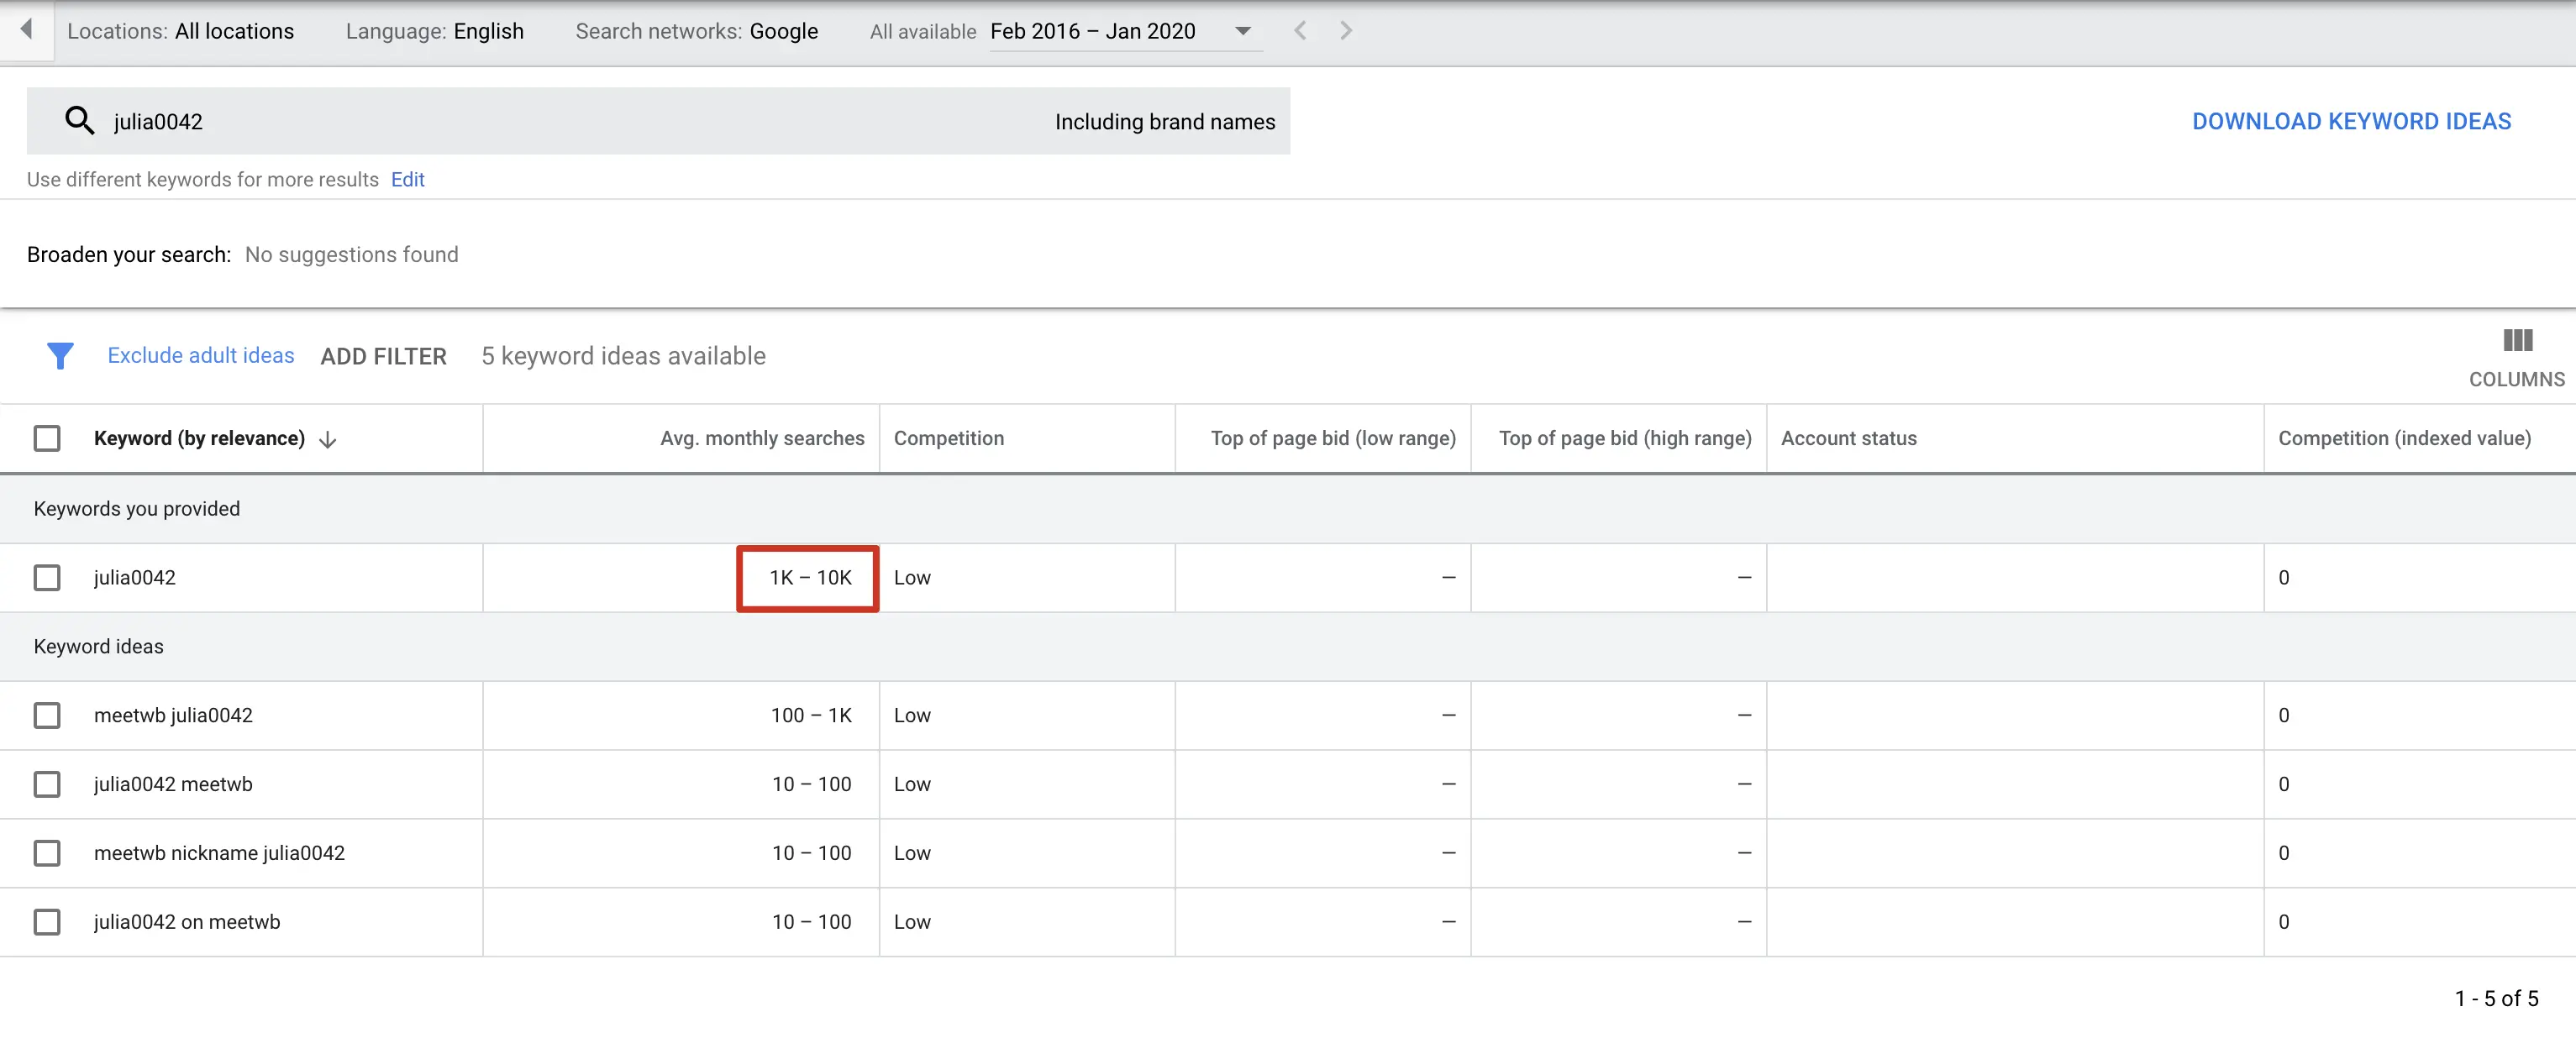 Locations: All locations Language: English Search networks: Google All available Feb 2016 – Jan 2020
julia0042 Including brand names DOWNLOAD KEYWORD IDEAS
Use different keywords for more results Edit
Broaden your search: No suggestions found
Exclude adult ideas ADD FILTER 5 keyword ideas available COLUMNS
Keyword (by relevance) Avg. monthly searches Competition Top of page bid (low range) Top of page bid (high range) Account status Competition (indexed value)
Keywords you provided
julia0042 1K – 10K Low – – 0
Keyword ideas
meetwb julia0042 100 – 1K Low – – 0
julia0042 meetwb 10 – 100 Low – – 0
meetwb nickname julia0042 10 – 100 Low – – 0
julia0042 on meetwb 10 – 100 Low – – 0
1 - 5 of 5